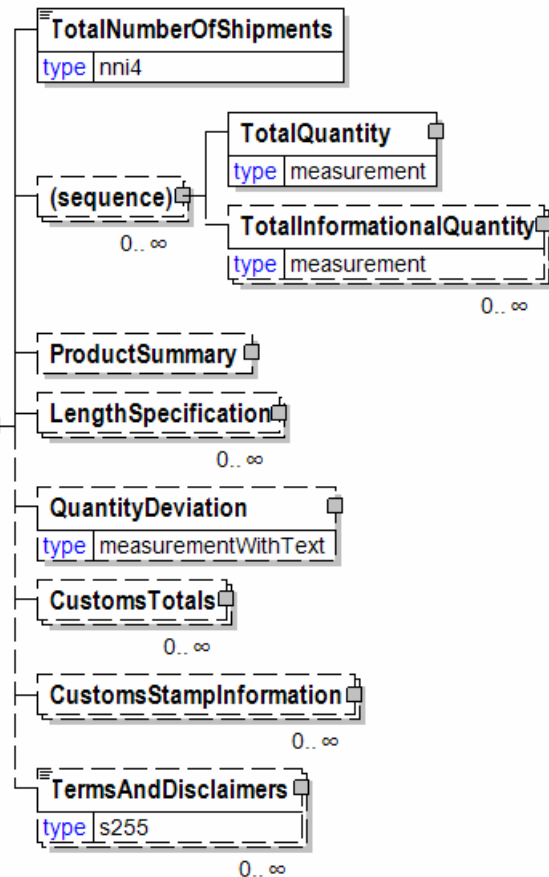 TotalNumberOfShipments
type nni4
TotalQuantity
type measurement
(sequence)
0.. ∞
TotalInformationalQuantity
type measurement
0.. ∞
ProductSummary
LengthSpecification
0.. ∞
QuantityDeviation
type measurementWithText
CustomsTotals
0.. ∞
CustomsStampInformation
0.. ∞
TermsAndDisclaimers
type s255
0.. ∞